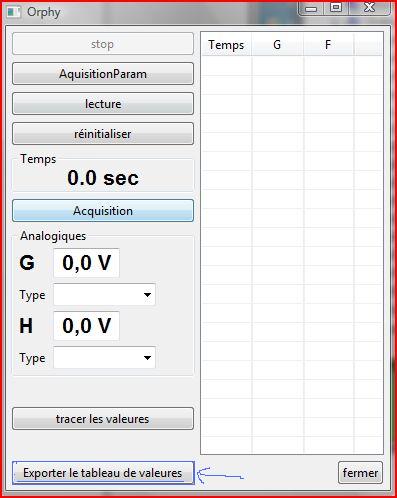 Orphy
stop
AquisitionParam
lecture
réinitialiser
Temps
0.0 sec
Acquisition
Analogiques
G 0,0 V
Type
H 0,0 V
Type
tracer les valeures
Exporter le tableau de valeures
Temps G F
fermer